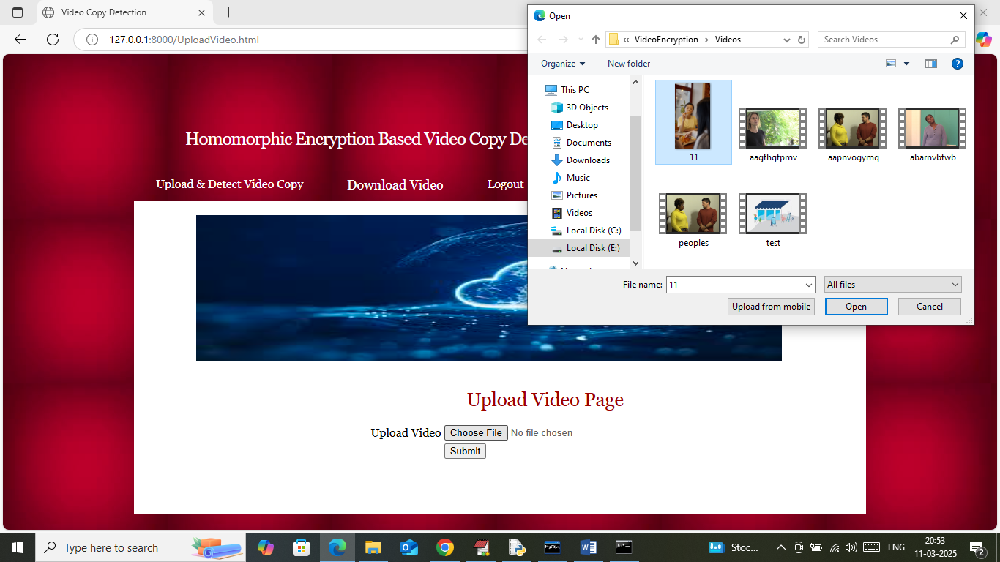 Video Copy Detection
127.0.0.1:8000/UploadVideo.html
Homomorphic Encryption Based Video Copy
Upload & Detect Video Copy
Download Video
Logout
Upload Video Page
Upload Video
Choose File
No file chosen
Submit
Open
«
VideoEncryption
›
Videos
Search Videos
Organize
New folder
?
This PC
3D Objects
Desktop
Documents
Downloads
Music
Pictures
Videos
Local Disk (C:)
Local Disk (E:)
11
aagfhgtpmv
aapnvogymq
abarnvbtwb
peoples
test
File name:
11
All files
Upload from mobile
Open
Cancel
Type here to search
MySQL
W
C:\_
Stoc...
ENG
20:53
11-03-2025
2